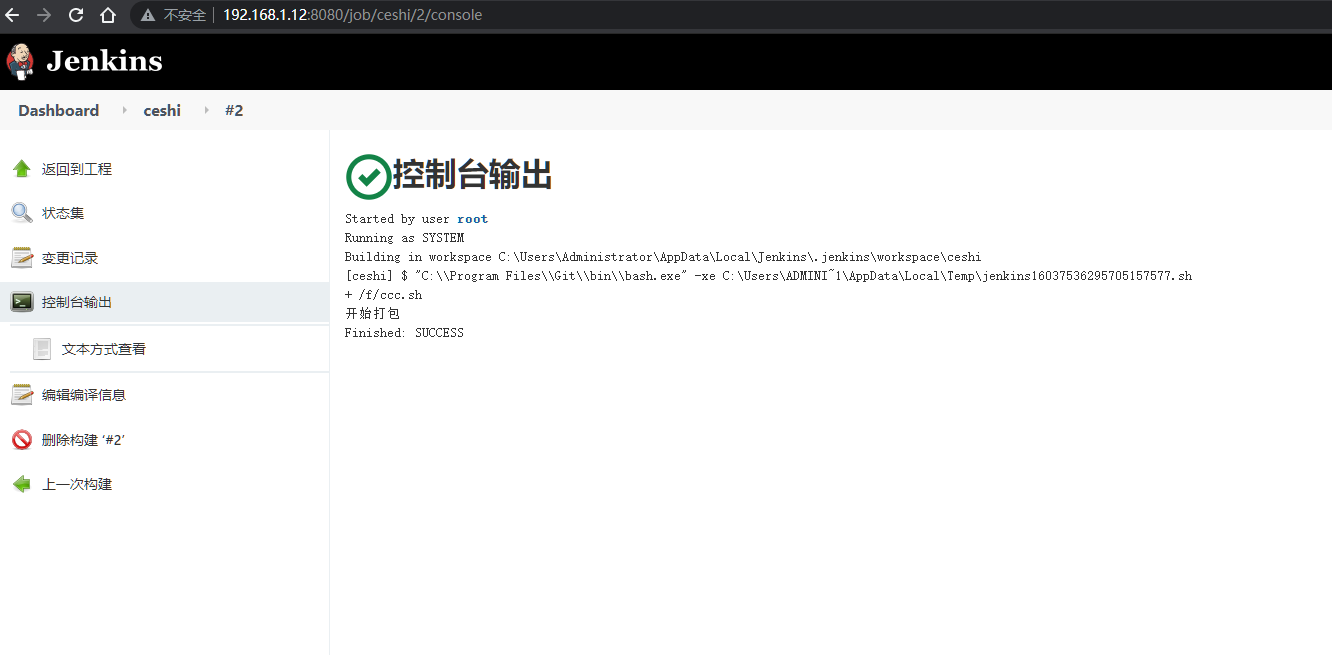 不安全 192.168.1.12:8080/job/ceshi/2/console
Jenkins
Dashboard ceshi #2
返回到工程
状态集
变更记录
控制台输出
文本方式查看
编辑编译信息
删除构建 ‘#2’
上一次构建
控制台输出
Started by user root
Running as SYSTEM
Building in workspace C:\Users\Administrator\AppData\Local\Jenkins\.jenkins\workspace\ceshi
[ceshi] $ "C:\\Program Files\\Git\\bin\\bash.exe" -xe C:\Users\ADMINI~1\AppData\Local\Temp\jenkins16037536295705157577.sh
+ /f/ccc.sh
开始打包
Finished: SUCCESS